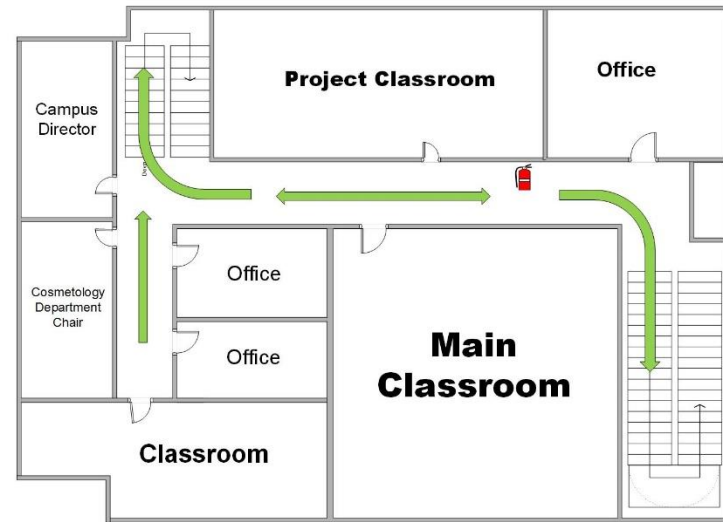 Project Classroom
Office
Campus
Director
Cosmetology
Department
Chair
Office
Office
Main
Classroom
Classroom